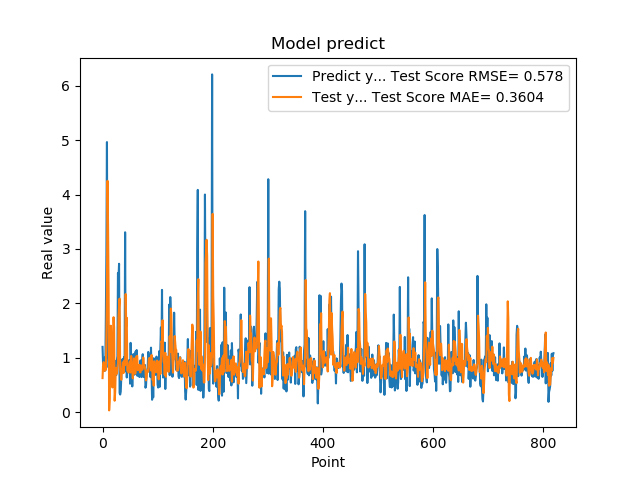 Model predict
Predict y... Test Score RMSE= 0.578
Test y... Test Score MAE= 0.3604
6
5
4
3
2
1
0
Real value
0 200 400 600 800
Point